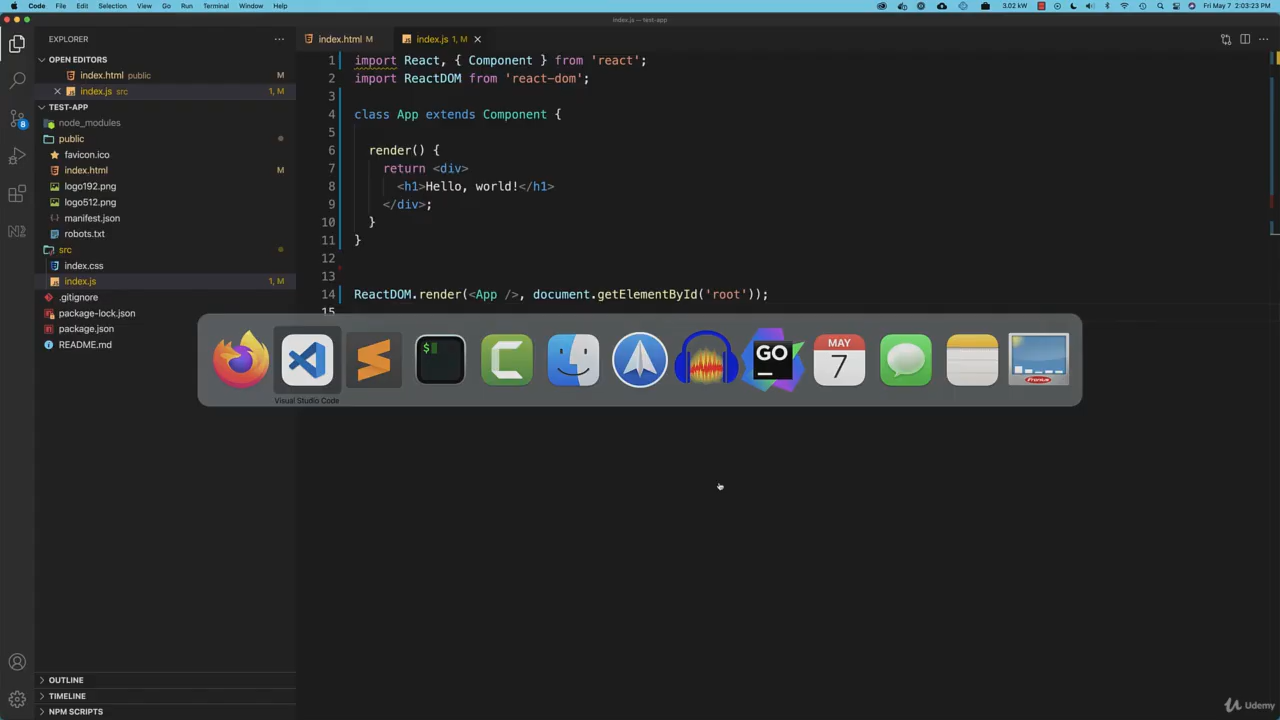 Code File Edit Selection View Go Run Terminal Window Help
3.02 kW Fri May 7 2:03:23 PM
index.js — test-app
EXPLORER
OPEN EDITORS
index.html public M
index.js src 1, M
TEST-APP
node_modules
public
favicon.ico
index.html M
logo192.png
logo512.png
manifest.json
robots.txt
src
index.css
index.js 1, M
.gitignore
package-lock.json
package.json
README.md
OUTLINE
TIMELINE
NPM SCRIPTS
8
index.html M
index.js 1, M
1 import React, { Component } from 'react';
2 import ReactDOM from 'react-dom';
3
4 class App extends Component {
5
6 render() {
7 return <div>
8 <h1>Hello, world!</h1>
9 </div>;
10 }
11 }
12
13
14 ReactDOM.render(<App />, document.getElementById('root'));
15
$
GO
MAY
7
Fronius
Visual Studio Code
Udemy